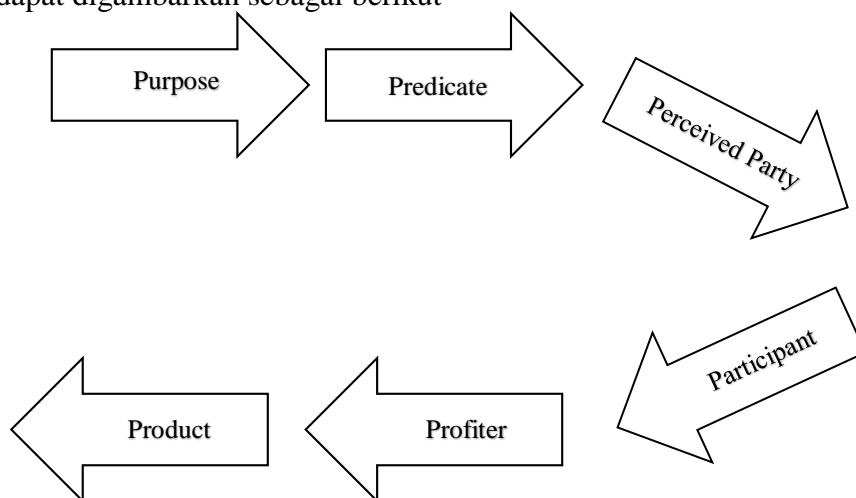 dapat digambarkan sebagai berikut
Purpose
Predicate
Perceived Party
Participant
Profiter
Product